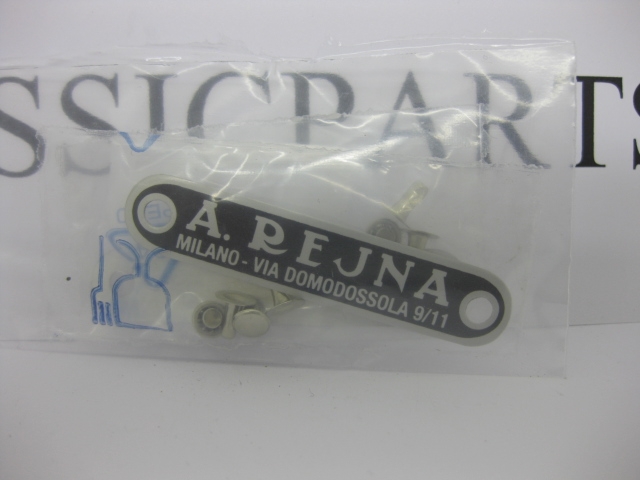 SSICPARTS
A. REJNA
MILANO - VIA DOMODOSSOLA 9/11